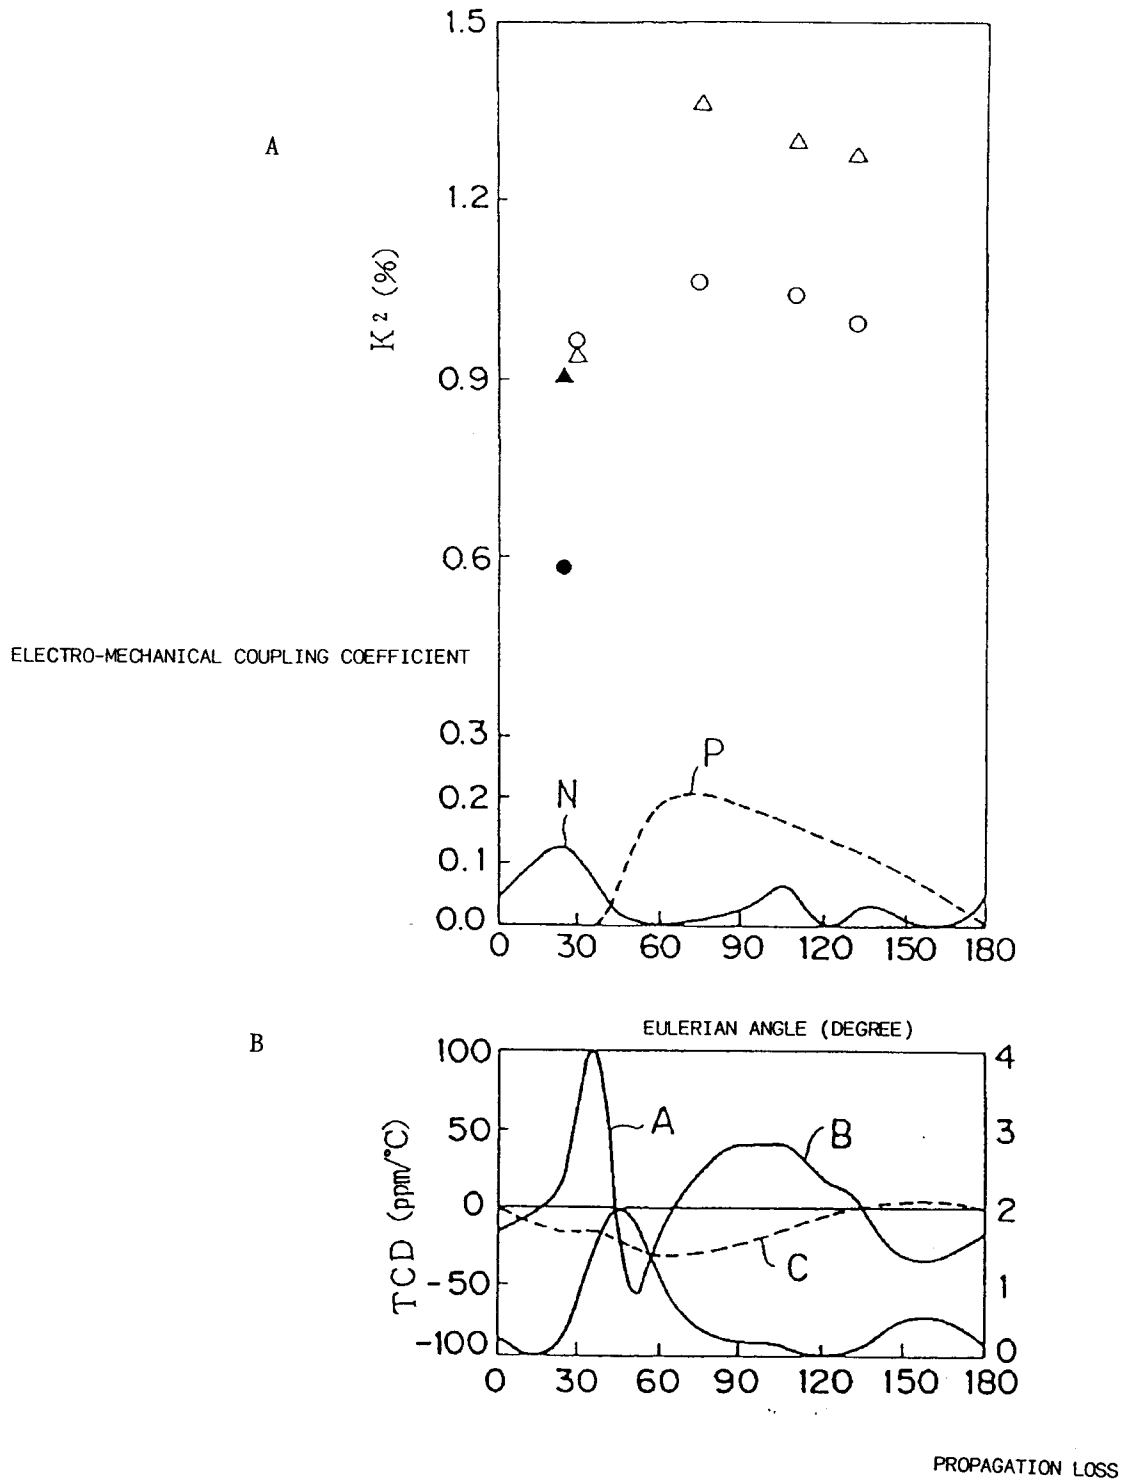 1.5
A
1.2
K² (%)
0.9
0.6
ELECTRO-MECHANICAL COUPLING COEFFICIENT
0.3
P
0.2
N
0.1
0.0
0 30 60 90 120 150 180
EULERIAN ANGLE (DEGREE)
B
100 4
A B
50 3
TCD (ppm/°C)
0 2
C
-50 1
-100 0
0 30 60 90 120 150 180
PROPAGATION LOSS